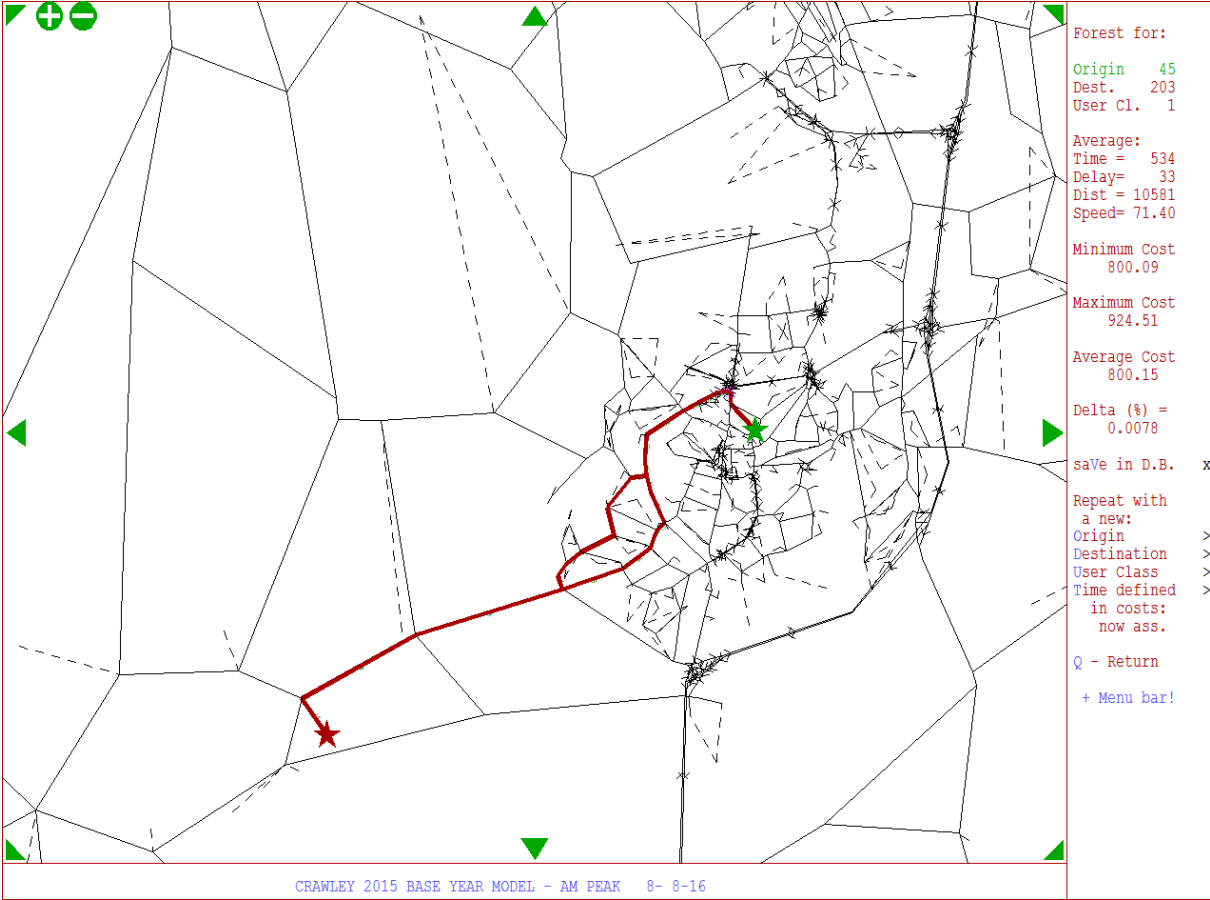 Forest for:
Origin 45
Dest. 203
User Cl. 1
Average:
Time = 534
Delay= 33
Dist = 10581
Speed= 71.40
Minimum Cost
800.09
Maximum Cost
924.51
Average Cost
800.15
Delta (%) =
0.0078
saVe in D.B. x
Repeat with
a new:
Origin >
Destination >
User Class >
Time defined >
in costs:
now ass.
Q - Return
+ Menu bar!
CRAWLEY 2015 BASE YEAR MODEL - AM PEAK 8- 8-16